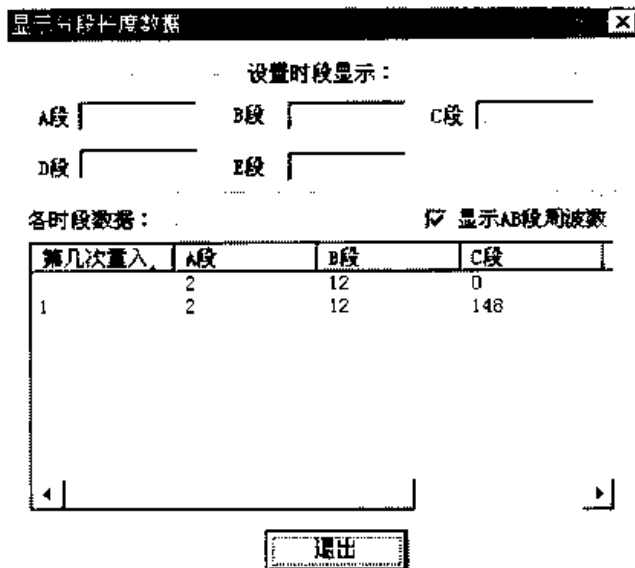 显示分段长度数据
设置时段显示：
A段 B段 C段
D段 E段
各时段数据： 显示AB段周波数
第几次重入 A段 B段 C段
2 12 0
1 2 12 148
退出